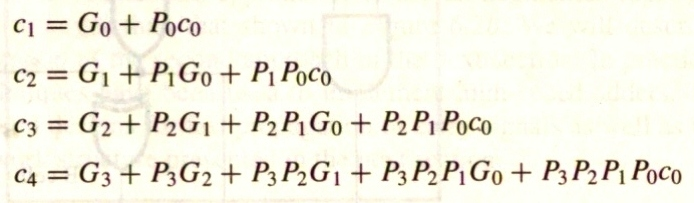 c₁ = G₀ + P₀c₀
c₂ = G₁ + P₁G₀ + P₁P₀c₀
c₃ = G₂ + P₂G₁ + P₂P₁G₀ + P₂P₁P₀c₀
c₄ = G₃ + P₃G₂ + P₃P₂G₁ + P₃P₂P₁G₀ + P₃P₂P₁P₀c₀